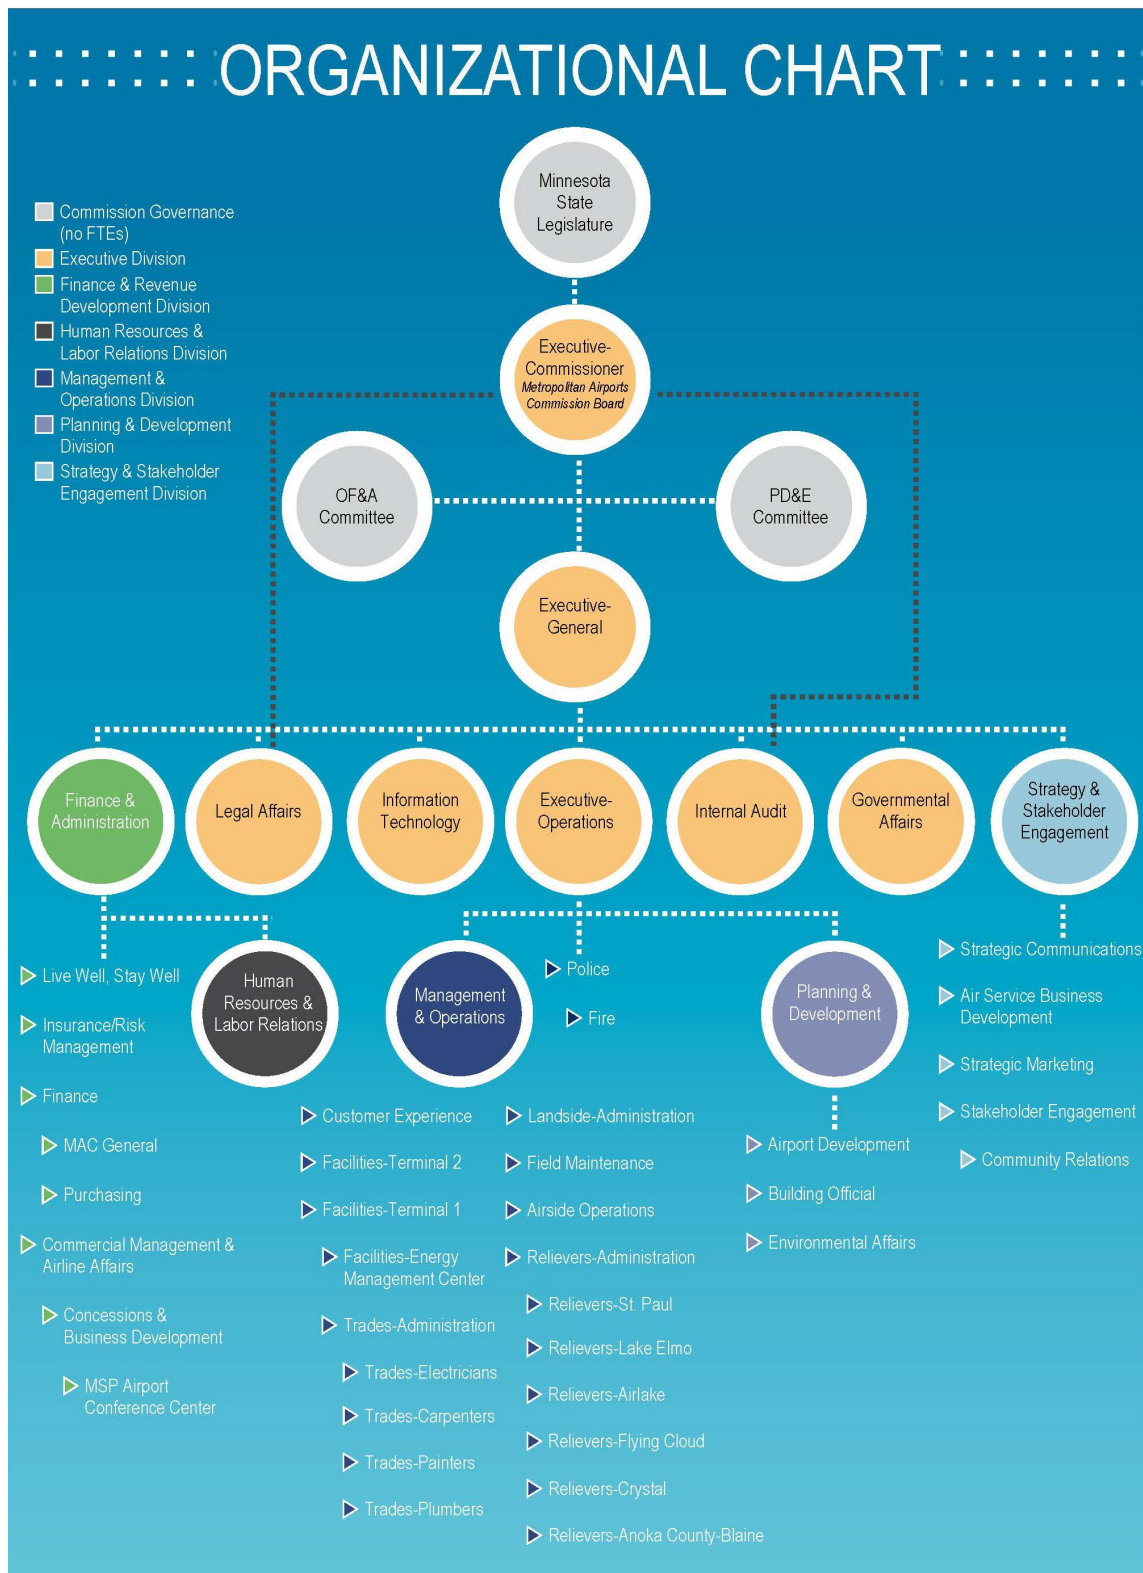 ORGANIZATIONAL CHART
Minnesota
State
Legislature
Commission Governance
(no FTEs)
Executive Division
Finance & Revenue
Development Division
Human Resources &
Labor Relations Division
Management &
Operations Division
Planning & Development
Division
Strategy & Stakeholder
Engagement Division
Executive-
Commissioner
Metropolitan Airports
Commission Board
OF&A
Committee
PD&E
Committee
Executive-
General
Finance &
Administration
Legal Affairs
Information
Technology
Executive-
Operations
Internal Audit
Governmental
Affairs
Strategy &
Stakeholder
Engagement
Live Well, Stay Well
Insurance/Risk
Management
Finance
MAC General
Purchasing
Commercial Management &
Airline Affairs
Concessions &
Business Development
MSP Airport
Conference Center
Human
Resources &
Labor Relations
Management
& Operations
Police
Fire
Customer Experience
Facilities-Terminal 2
Facilities-Terminal 1
Facilities-Energy
Management Center
Trades-Administration
Trades-Electricians
Trades-Carpenters
Trades-Painters
Trades-Plumbers
Landside-Administration
Field Maintenance
Airside Operations
Relievers-Administration
Relievers-St. Paul
Relievers-Lake Elmo
Relievers-Airlake
Relievers-Flying Cloud
Relievers-Crystal
Relievers-Anoka County-Blaine
Planning &
Development
Airport Development
Building Official
Environmental Affairs
Strategic Communications
Air Service Business
Development
Strategic Marketing
Stakeholder Engagement
Community Relations